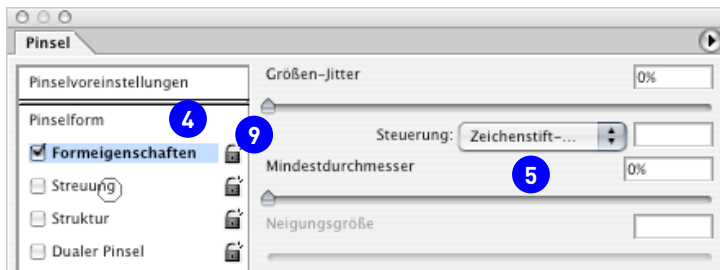 Pinsel
Pinselvoreinstellungen
Größen-Jitter
0%
Pinselform
4
9
Steuerung:
Zeichenstift-...
Formeigenschaften
Mindestdurchmesser
5
0%
Streuung
Struktur
Neigungsgröße
Dualer Pinsel